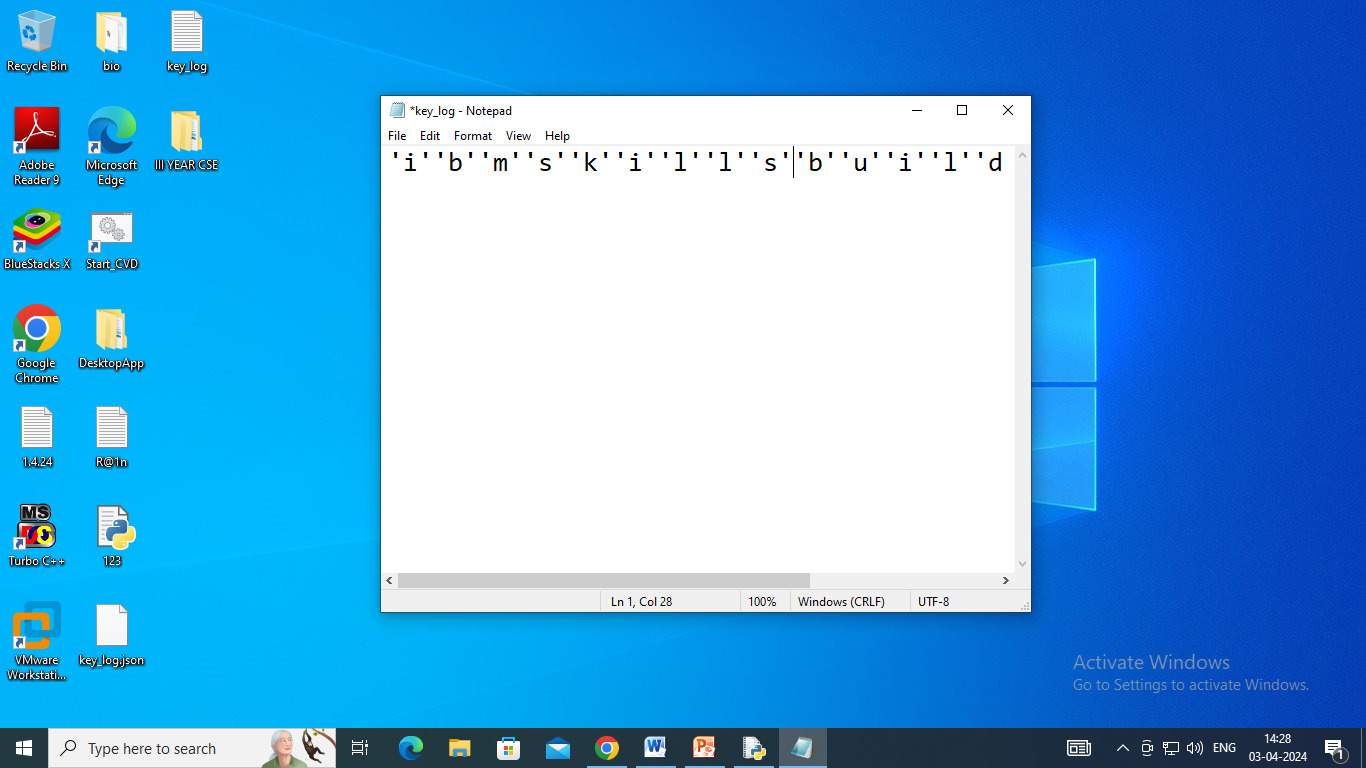 Recycle Bin
bio
key_log
Adobe
Reader 9
Microsoft
Edge
III YEAR CSE
BlueStacks X
Start_CVD
Google
Chrome
DesktopApp
1.4.24
R@1n
MS
DOS
Turbo C++
123
VMware
Workstati...
key_log.json
*key_log - Notepad
File Edit Format View Help
'i''b''m''s''k''i''l''l''s''b''u''i''l''d
Ln 1, Col 28
100%
Windows (CRLF)
UTF-8
Activate Windows
Go to Settings to activate Windows.
Type here to search
ENG
14:28
03-04-2024
1